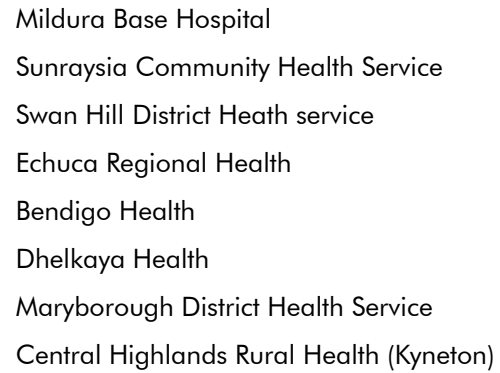 Mildura Base Hospital
Sunraysia Community Health Service
Swan Hill District Heath service
Echuca Regional Health
Bendigo Health
Dhelkaya Health
Maryborough District Health Service
Central Highlands Rural Health (Kyneton)